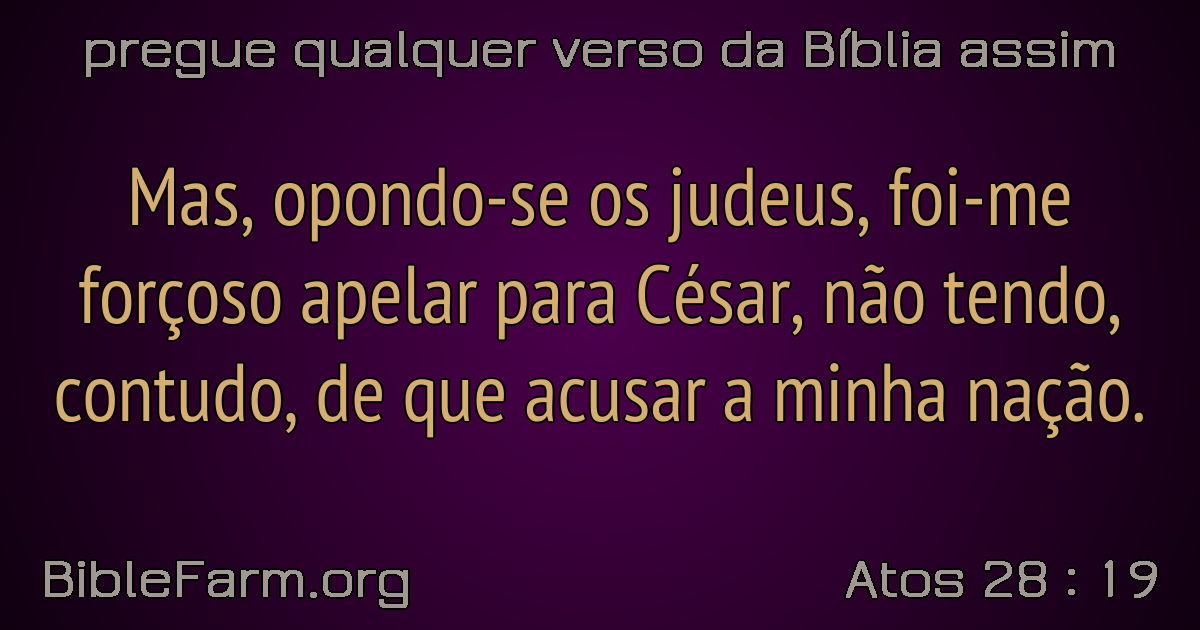 pregue qualquer verso da Bíblia assim
Mas, opondo-se os judeus, foi-me
forçoso apelar para César, não tendo,
contudo, de que acusar a minha nação.
BibleFarm.org
Atos 28 : 19